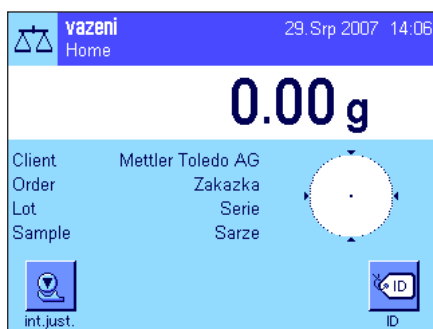 vazeni 29.Srp 2007 14:06
Home
0.00 g
Client Mettler Toledo AG
Order Zakazka
Lot Serie
Sample Sarze
ID
int.just. ID